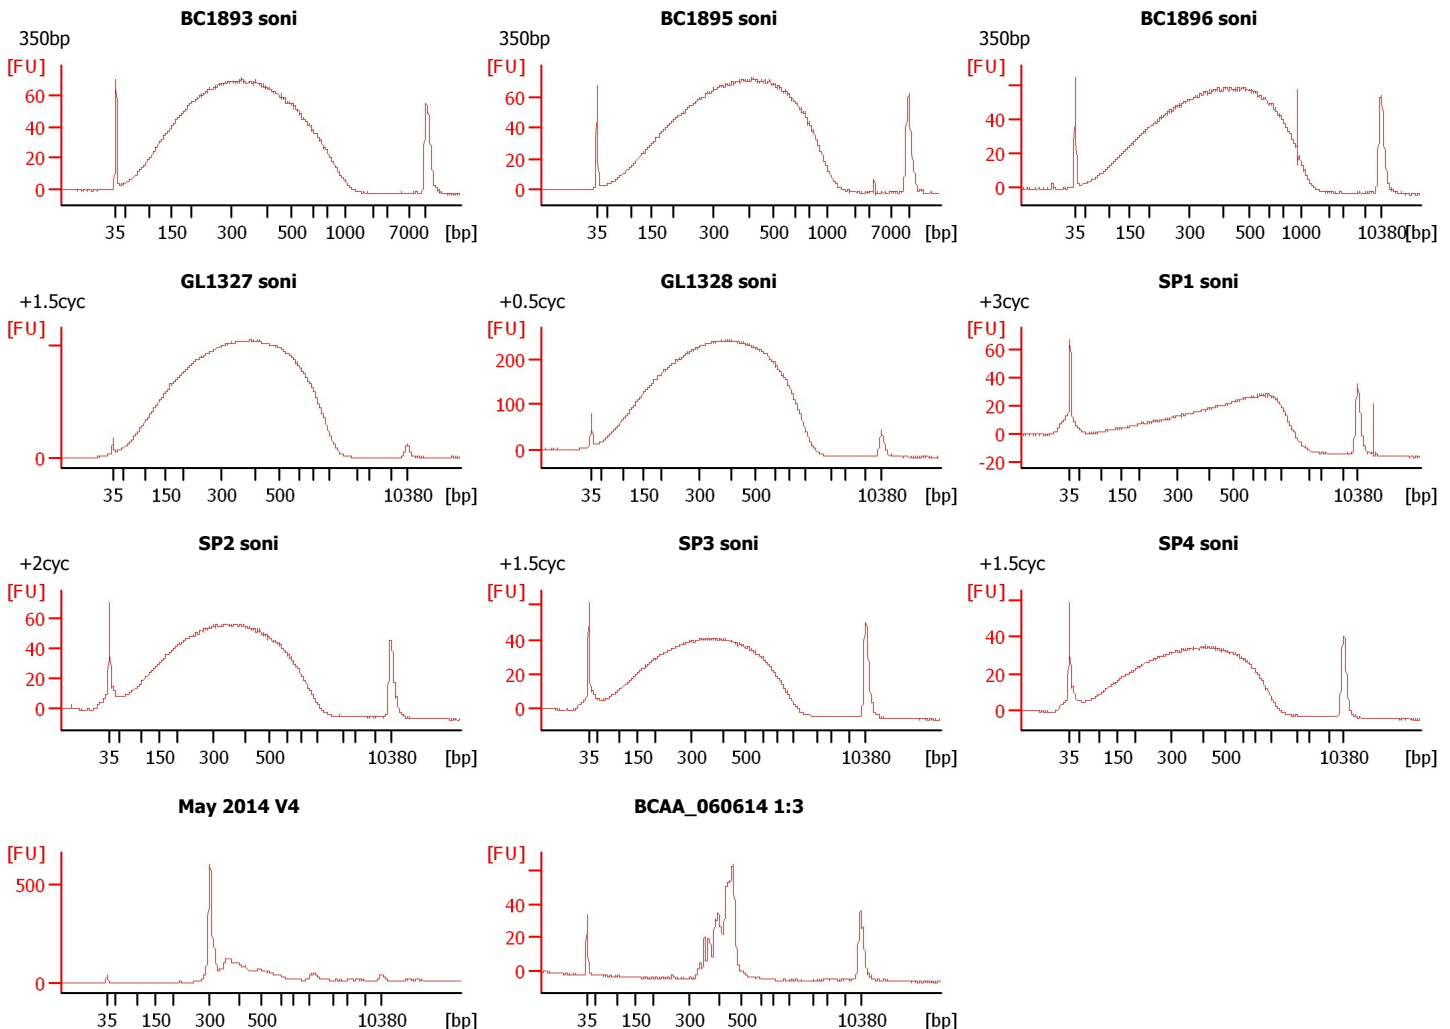 BC1893 soni BC1895 soni BC1896 soni
350bp 350bp 350bp
[FU] [FU] [FU]
60 60
40 40 40
20 20 20
0 0 0
35 150 300 500 1000 7000 [bp] 35 150 300 500 1000 7000 [bp] 35 150 300 500 1000 10380 [bp]
GL1327 soni GL1328 soni SP1 soni
+1.5cyc +0.5cyc +3cyc
[FU] [FU] [FU]
60
200 40
100 20
0 0 0
-20
35 150 300 500 10380 [bp] 35 150 300 500 10380 [bp] 35 150 300 500 10380 [bp]
SP2 soni SP3 soni SP4 soni
+2cyc +1.5cyc +1.5cyc
[FU] [FU] [FU]
60
40 40 40
20 20 20
0 0 0
35 150 300 500 10380 [bp] 35 150 300 500 10380 [bp] 35 150 300 500 10380 [bp]
May 2014 V4 BCAA_060614 1:3
[FU] [FU]
500
40
20
0 0
35 150 300 500 10380 [bp] 35 150 300 500 10380 [bp]